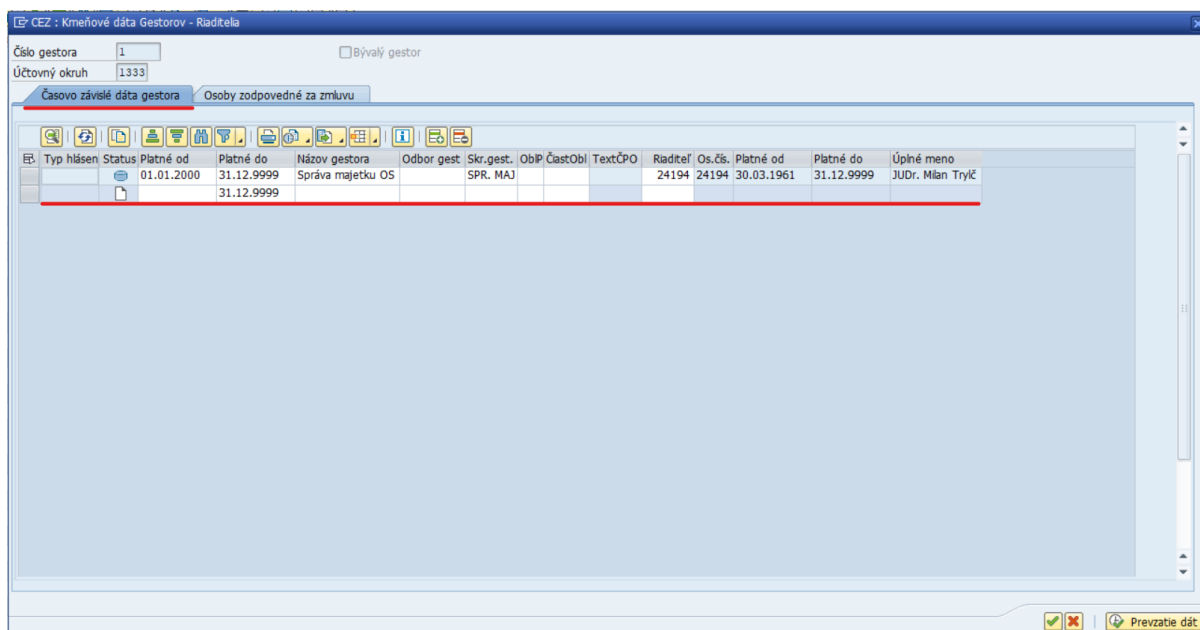 CEZ : Kmeňové dáta Gestorov - Riaditelia
Číslo gestora 1 Bývalý gestor
Účtovný okruh 1333
Časovo závislé dáta gestora Osoby zodpovedné za zmluvu
Typ hlásen Status Platné od Platné do Názov gestora Odbor gest Skr.gest. OblP ČiastObl TextČPO Riaditeľ Os.čís. Platné od Platné do Úplné meno
01.01.2000 31.12.9999 Správa majetku OS SPR. MAJ 24194 24194 30.03.1961 31.12.9999 JUDr. Milan Trylč
31.12.9999
Prevzatie dát